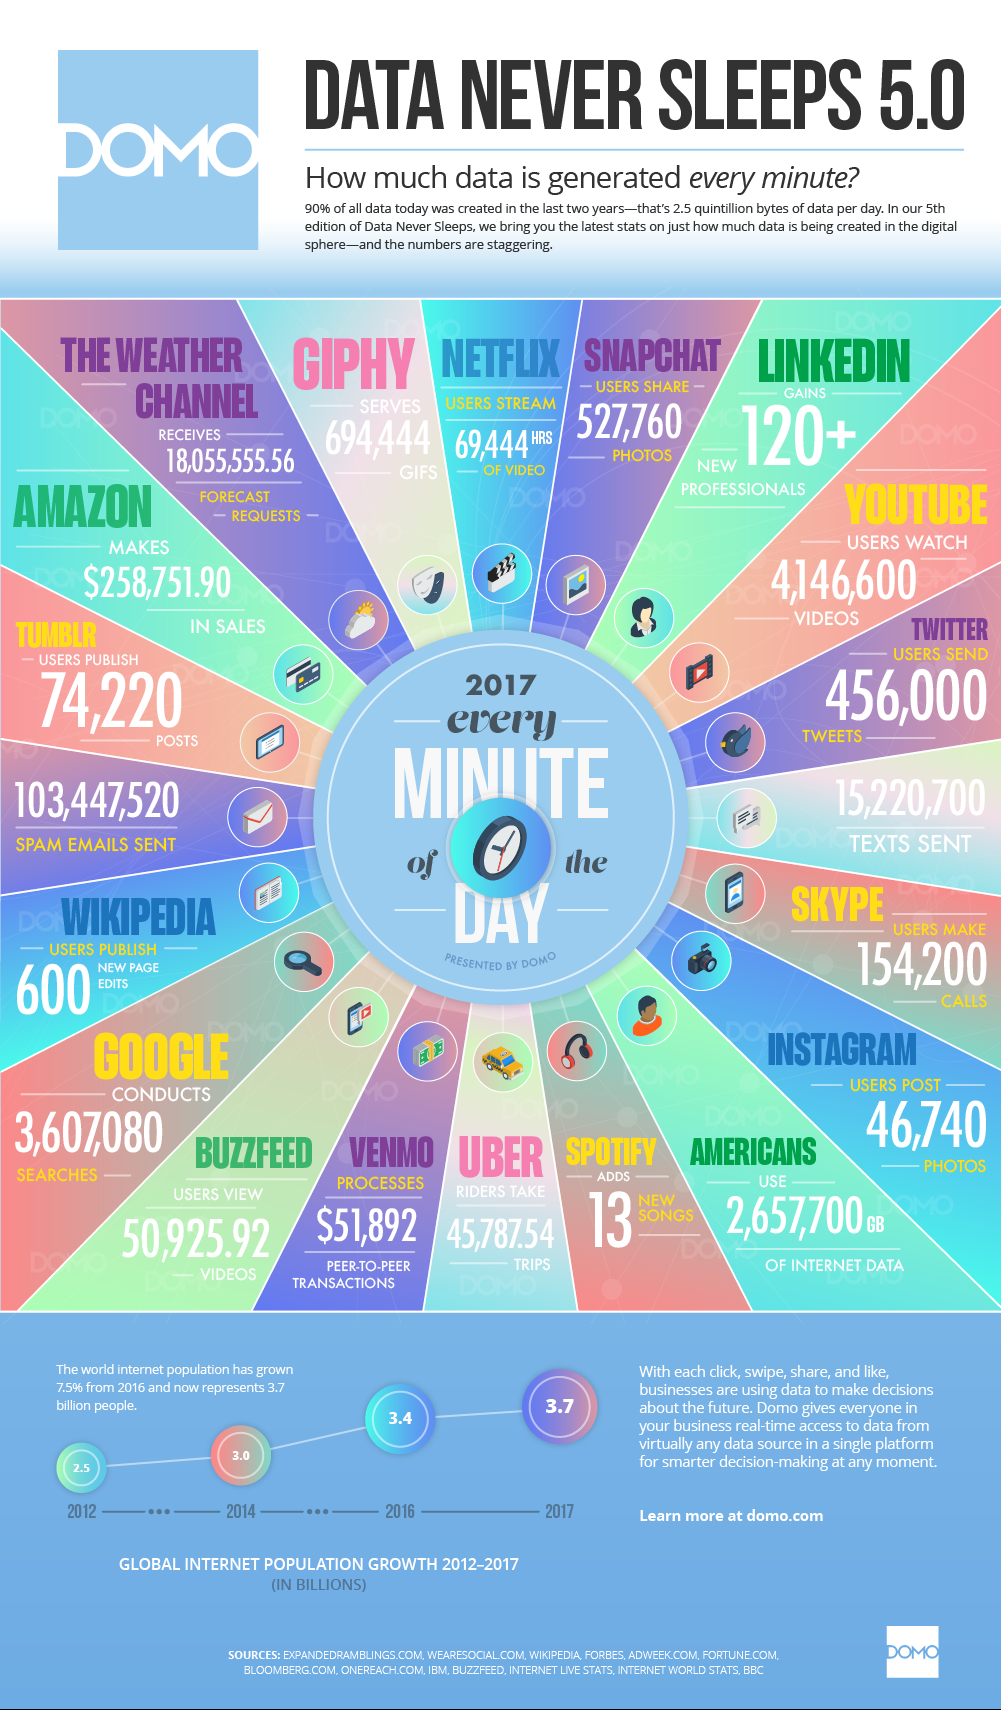 DOMO
DATA NEVER SLEEPS 5.0
How much data is generated every minute?
90% of all data today was created in the last two years—that's 2.5 quintillion bytes of data per day. In our 5th
edition of Data Never Sleeps, we bring you the latest stats on just how much data is being created in the digital
sphere—and the numbers are staggering.
THE WEATHER
CHANNEL
RECEIVES
18,055,555.56
FORECAST
REQUESTS
GIPHY
SERVES
694,444
GIFS
NETFLIX
USERS STREAM
69,444 HRS
OF VIDEO
SNAPCHAT
USERS SHARE
527,760
PHOTOS
LINKEDIN
GAINS
120+
NEW
PROFESSIONALS
YOUTUBE
USERS WATCH
4,146,600
VIDEOS
TWITTER
USERS SEND
456,000
TWEETS
15,220,700
TEXTS SENT
SKYPE
USERS MAKE
154,200
CALLS
INSTAGRAM
USERS POST
46,740
PHOTOS
AMERICANS
USE
2,657,700 GB
OF INTERNET DATA
SPOTIFY
ADDS
13 NEW
SONGS
UBER
RIDERS TAKE
45,787.54
TRIPS
VENMO
PROCESSES
$51,892
PEER-TO-PEER
TRANSACTIONS
BUZZFEED
USERS VIEW
50,925.92
VIDEOS
GOOGLE
CONDUCTS
3,607,080
SEARCHES
WIKIPEDIA
USERS PUBLISH
600 NEW PAGE
EDITS
103,447,520
SPAM EMAILS SENT
TUMBLR
USERS PUBLISH
74,220
POSTS
AMAZON
MAKES
$258,751.90
IN SALES
2017
every
MINUTE
of the
DAY
PRESENTED BY DOMO
The world internet population has grown
7.5% from 2016 and now represents 3.7
billion people.
2.5
3.0
3.4
3.7
2012 2014 2016 2017
GLOBAL INTERNET POPULATION GROWTH 2012–2017
(IN BILLIONS)
With each click, swipe, share, and like,
businesses are using data to make decisions
about the future. Domo gives everyone in
your business real-time access to data from
virtually any data source in a single platform
for smarter decision-making at any moment.
Learn more at domo.com
SOURCES: EXPANDEDRAMBLINGS.COM, WEARESOCIAL.COM, WIKIPEDIA, FORBES, ADWEEK.COM, FORTUNE.COM,
BLOOMBERG.COM, ONEREACH.COM, IBM, BUZZFEED, INTERNET LIVE STATS, INTERNET WORLD STATS, BBC
DOMO